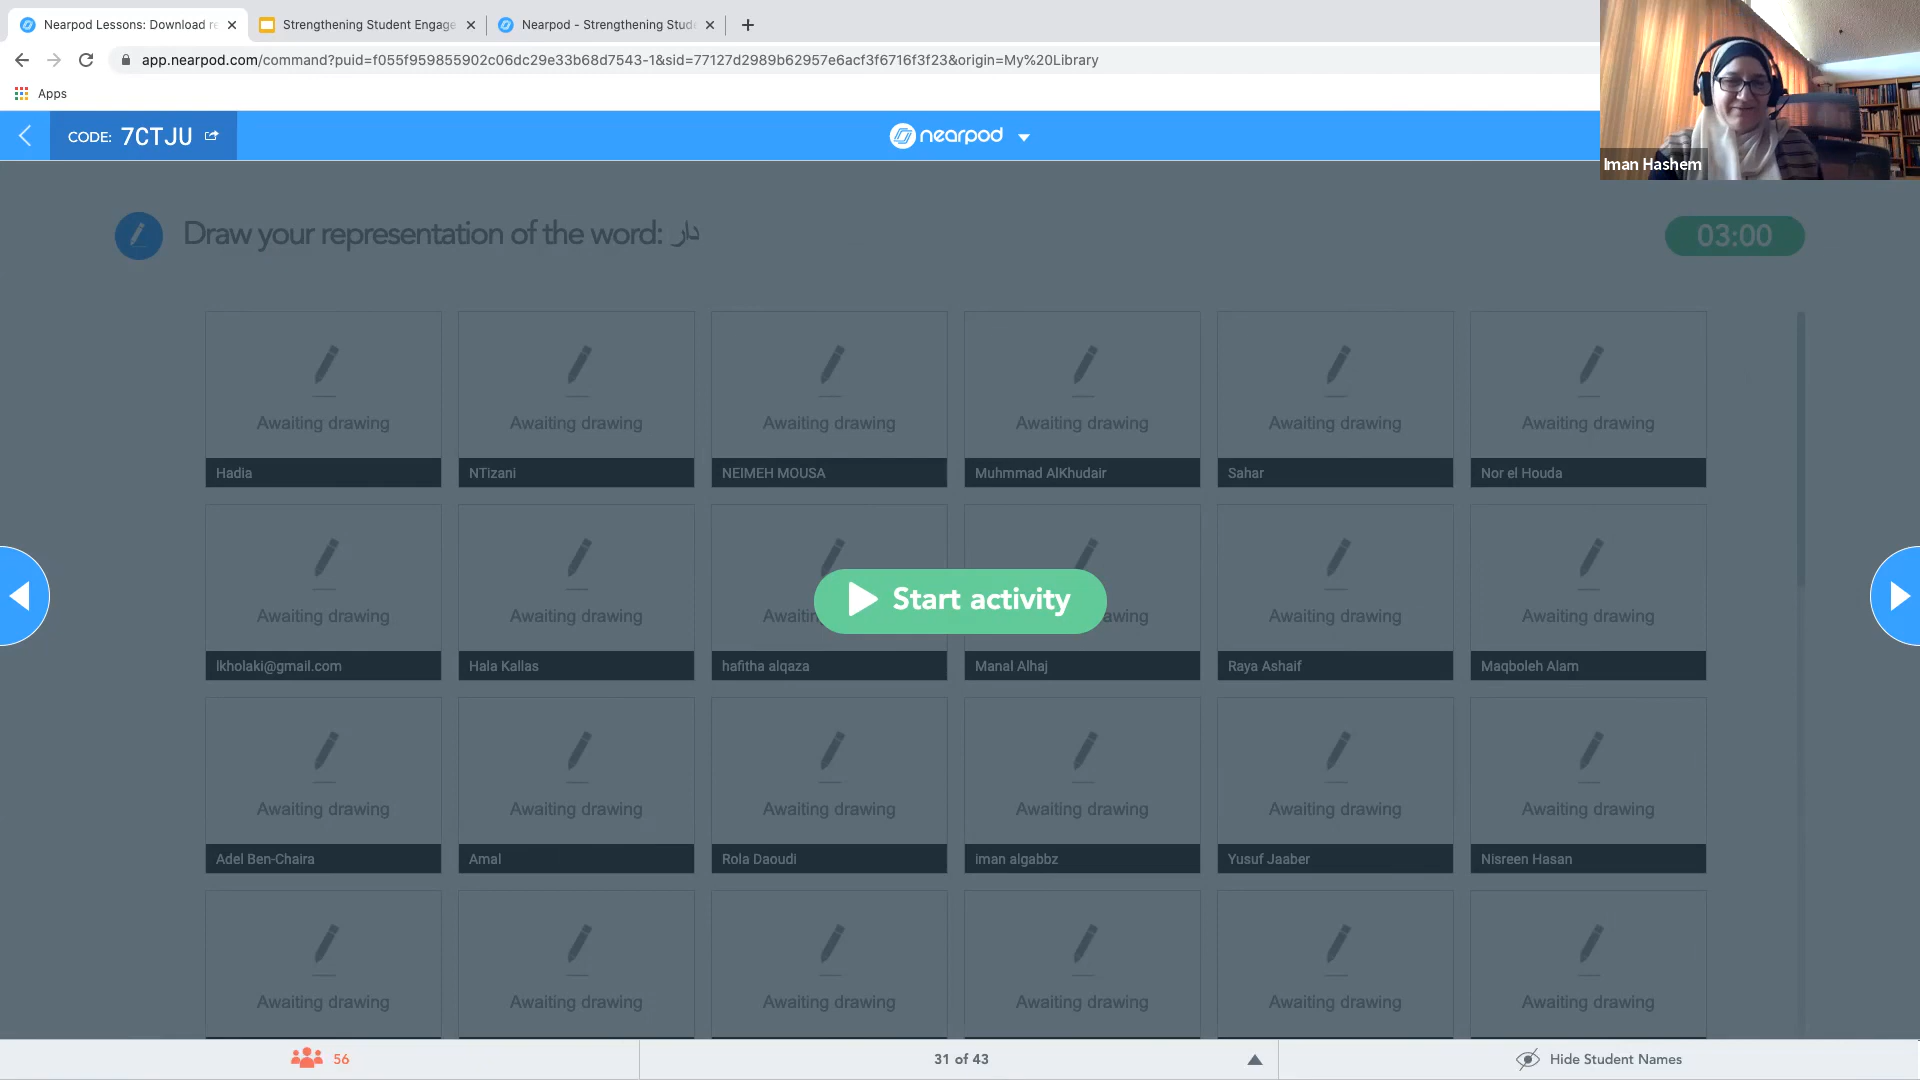 Nearpod Lessons: Download re
Strengthening Student Engage
Nearpod - Strengthening Stude
app.nearpod.com/command?puid=f055f959855902c06dc29e33b68d7543-1&sid=77127d2989b62957e6acf3f6716f3f23&origin=My%20Library
Apps
CODE: 7CTJU
nearpod
Iman Hashem
Draw your representation of the word: دار
03:00
Awaiting drawing Awaiting drawing Awaiting drawing Awaiting drawing Awaiting drawing Awaiting drawing
Hadia NTizani NEIMEH MOUSA Muhmmad AlKhudair Sahar Nor el Houda
Awaiting drawing Awaiting drawing Awaitin awing Awaiting drawing Awaiting drawing
Start activity
lkholaki@gmail.com Hala Kallas hafitha alqaza Manal Alhaj Raya Ashaif Maqboleh Alam
Awaiting drawing Awaiting drawing Awaiting drawing Awaiting drawing Awaiting drawing Awaiting drawing
Adel Ben-Chaira Amal Rola Daoudi iman algabbz Yusuf Jaaber Nisreen Hasan
Awaiting drawing Awaiting drawing Awaiting drawing Awaiting drawing Awaiting drawing Awaiting drawing
56
31 of 43
Hide Student Names